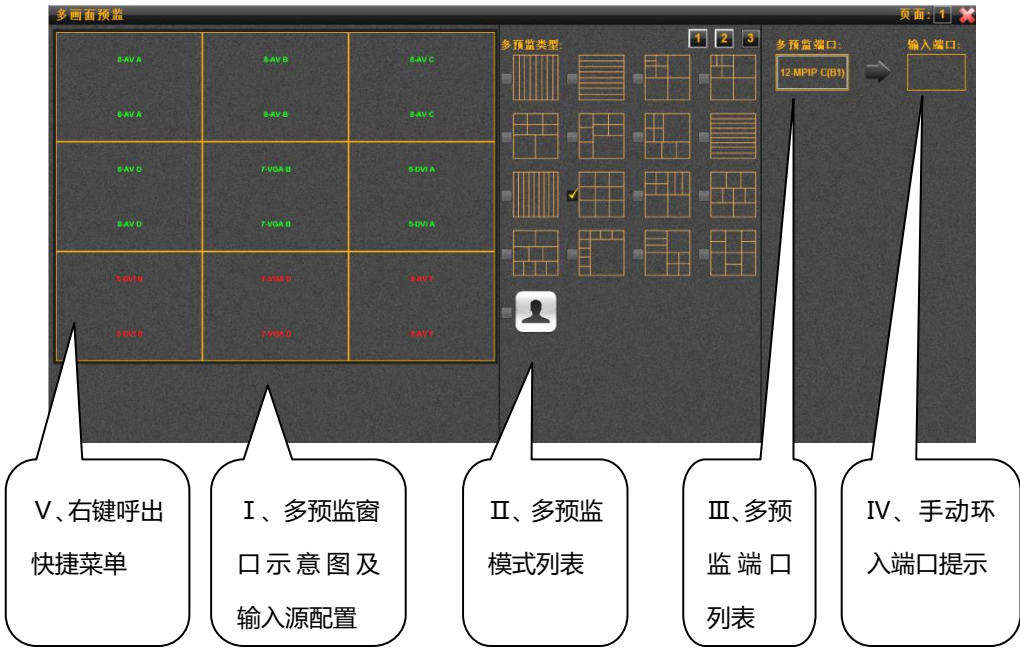 多画面预监
页面: 1
多预监类型:
1 2 3
多预监端口:
输入端口:
12-MPIP C(B1)
8-AV A 8-AV B 8-AV C
8-AV A 8-AV B 8-AV C
8-AV D 7-VGA B 5-DVI A
8-AV D 7-VGA B 5-DVI A
5-DVI B 7-VGA D 8-AV F
5-DVI B 7-VGA D 8-AV F
Ⅴ、右键呼出
快捷菜单
Ⅰ、多预监窗
口示意图及
输入源配置
Ⅱ、多预监
模式列表
Ⅲ、多预
监端口
列表
Ⅳ、手动环
入端口提示